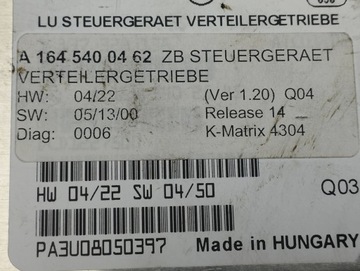 LU STEUERGERAET VERTEILERGETRIEBE
A 164 540 04 62 ZB STEUERGERAET
VERTEILERGETRIEBE
HW: 04/22 (Ver 1.20) Q04
SW: 05/13/00 Release 14
Diag: 0006 K-Matrix 4304
HW 04/22 SW 04/50 Q03
PA3U08050397 Made in HUNGARY